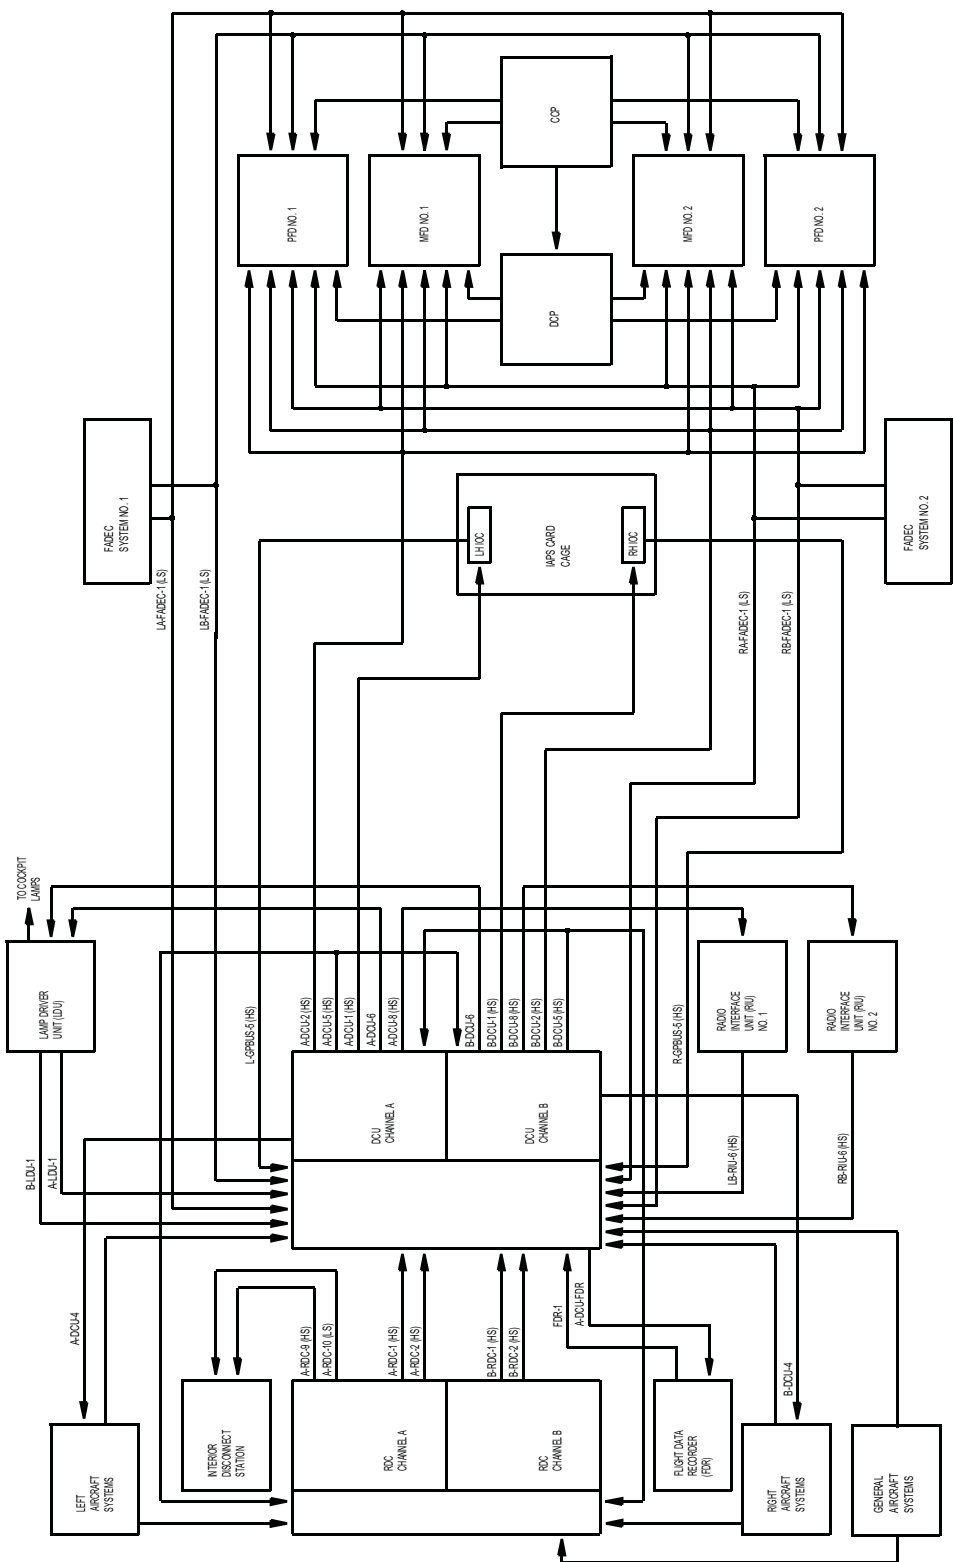 CCP
PFD NO. 1
MFD NO. 1
MFD NO. 2
PFD NO. 2
DCP
FADEC
SYSTEM NO. 1
LH IOC
IAPS CARD
CAGE
RH IOC
FADEC
SYSTEM NO. 2
LA-FADEC-1 (LS)
LB-FADEC-1 (LS)
RA-FADEC-1 (LS)
RB-FADEC-1 (LS)
TO COCKPIT
LAMPS
LAMP DRIVER
UNIT (LDU)
L-GPBUS-5 (HS)
A-DCU-2 (HS)
A-DCU-5 (HS)
A-DCU-1 (HS)
A-DCU-6
A-DCU-8 (HS)
B-DCU-6
B-DCU-1 (HS)
B-DCU-8 (HS)
B-DCU-2 (HS)
B-DCU-5 (HS)
R-GPBUS-5 (HS)
RADIO
INTERFACE
UNIT (RIU)
NO. 1
RADIO
INTERFACE
UNIT (RIU)
NO. 2
B-LDU-1
A-LDU-1
DCU
CHANNEL A
DCU
CHANNEL B
LB-RIU-6 (HS)
RB-RIU-6 (HS)
A-DCU-4
A-RDC-9 (HS)
A-RDC-10 (LS)
A-RDC-1 (HS)
A-RDC-2 (HS)
B-RDC-1 (HS)
B-RDC-2 (HS)
FDR-1
A-DCU-FDR
B-DCU-4
LEFT
AIRCRAFT
SYSTEMS
INTERIOR
DISCONNECT
STATION
RDC
CHANNEL A
RDC
CHANNEL B
FLIGHT DATA
RECORDER
(FDR)
RIGHT
AIRCRAFT
SYSTEMS
GENERAL
AIRCRAFT
SYSTEMS